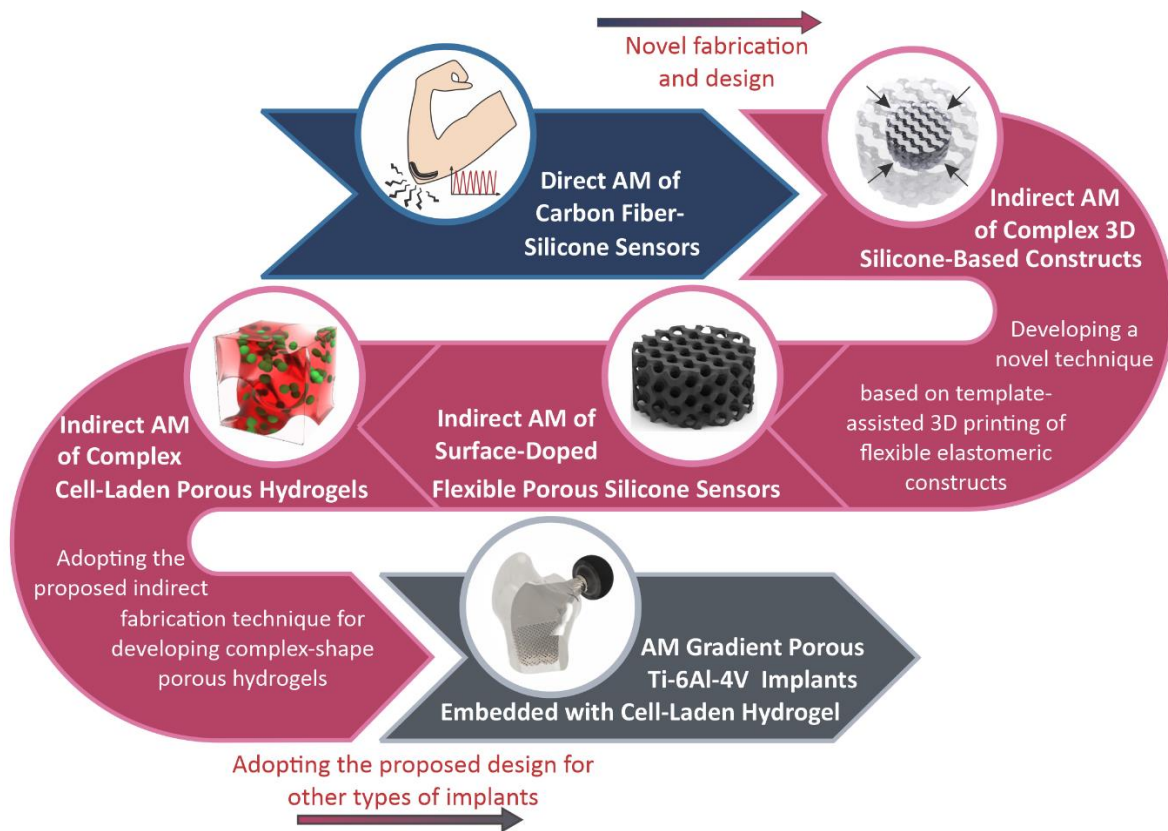 Novel fabrication
and design
Direct AM of
Carbon Fiber-
Silicone Sensors
Indirect AM
of Complex 3D
Silicone-Based Constructs
Developing a
novel technique
based on template-
assisted 3D printing of
flexible elastomeric
constructs
Indirect AM of
Surface-Doped
Flexible Porous Silicone Sensors
Indirect AM
of Complex
Cell-Laden Porous Hydrogels
Adopting the
proposed indirect
fabrication technique for
developing complex-shape
porous hydrogels
AM Gradient Porous
Ti-6Al-4V Implants
Embedded with Cell-Laden Hydrogel
Adopting the proposed design for
other types of implants